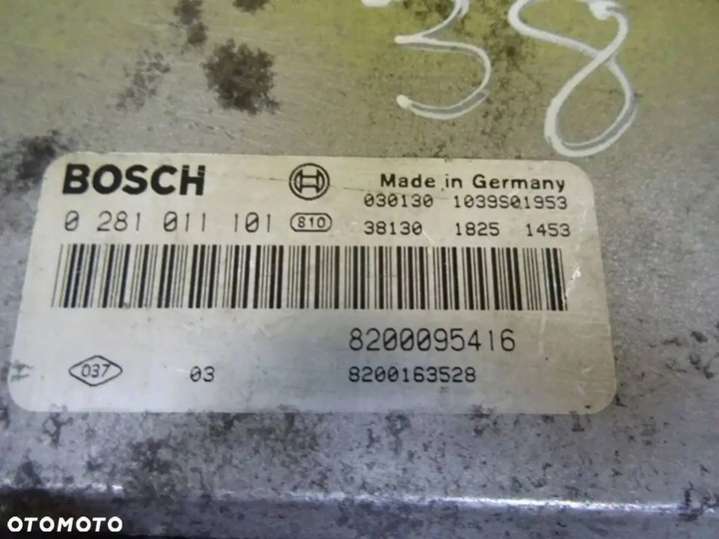 38
BOSCH Made in Germany
030130 1039S01953
0 281 011 101 S10 38130 1825 1453
8200095416
037 03 8200163528
OTOMOTO